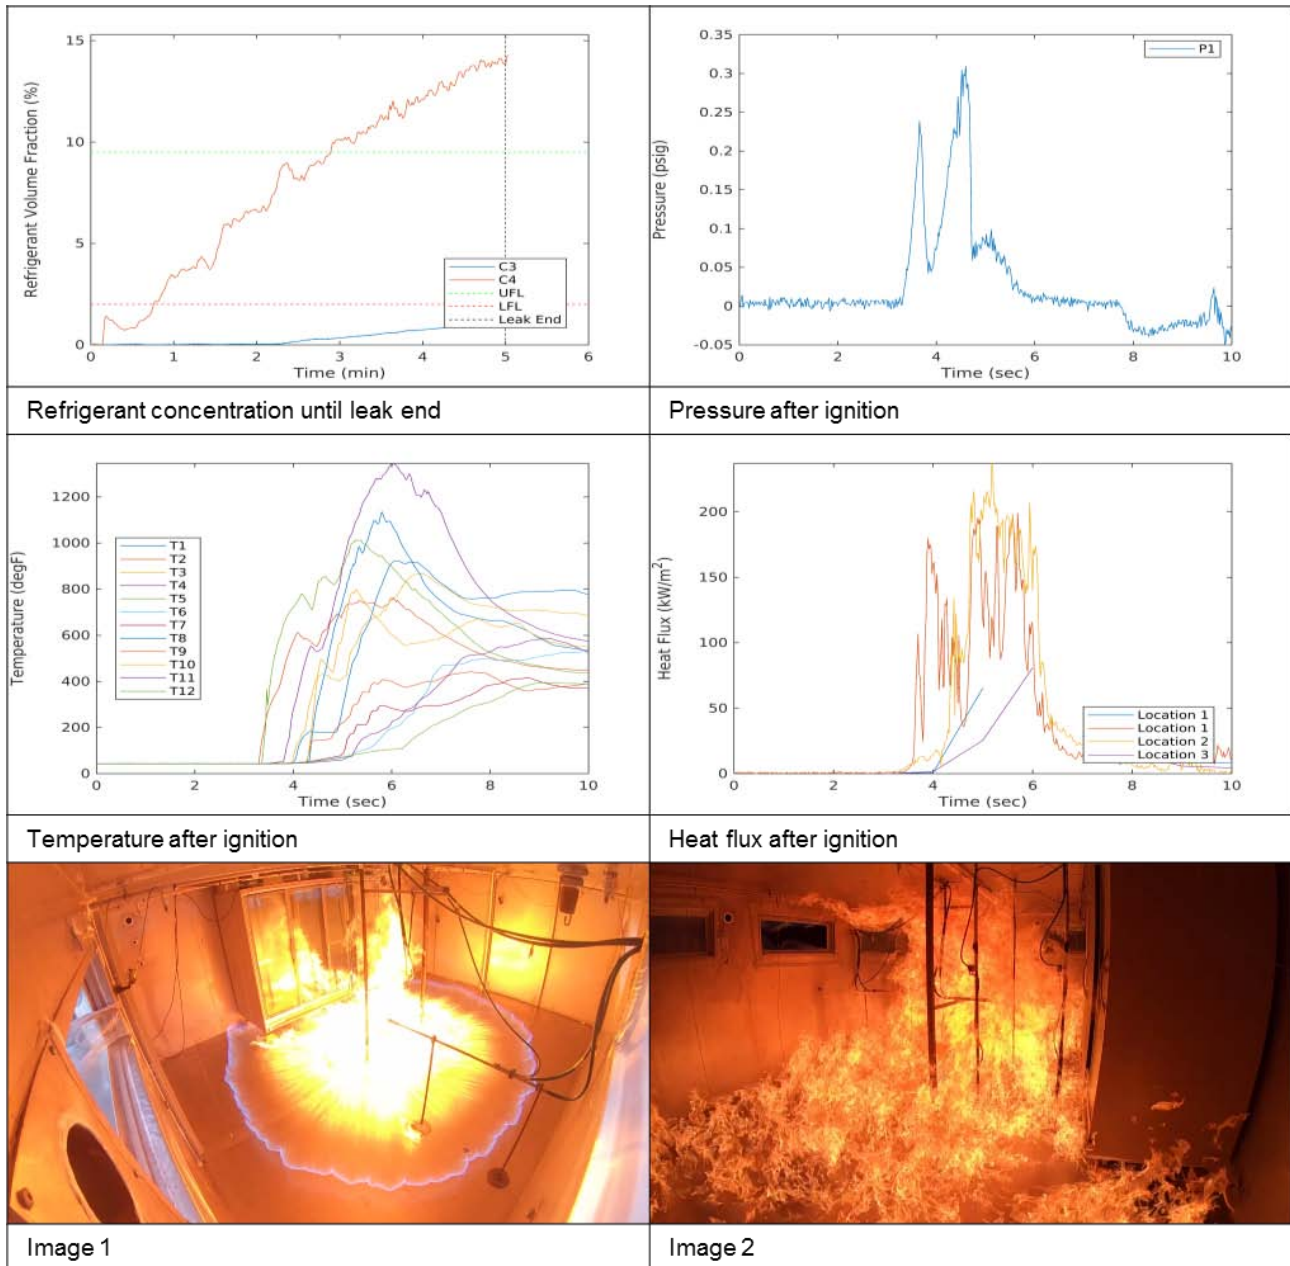 15
10
5
0
0
1
2
3
4
5
6
Refrigerant Volume Fraction (%)
Time (min)
C3
C4
UFL
LFL
Leak End
0.35
0.3
0.25
0.2
0.15
0.1
0.05
0
-0.05
0
2
4
6
8
10
Pressure (psig)
Time (sec)
P1
Refrigerant concentration until leak end
Pressure after ignition
1200
1000
800
600
400
200
0
0
2
4
6
8
10
Temperature (degF)
Time (sec)
T1
T2
T3
T4
T5
T6
T7
T8
T9
T10
T11
T12
200
150
100
50
0
0
2
4
6
8
10
Heat Flux (kW/m²)
Time (sec)
Location 1
Location 1
Location 2
Location 3
Temperature after ignition
Heat flux after ignition
Image 1
Image 2